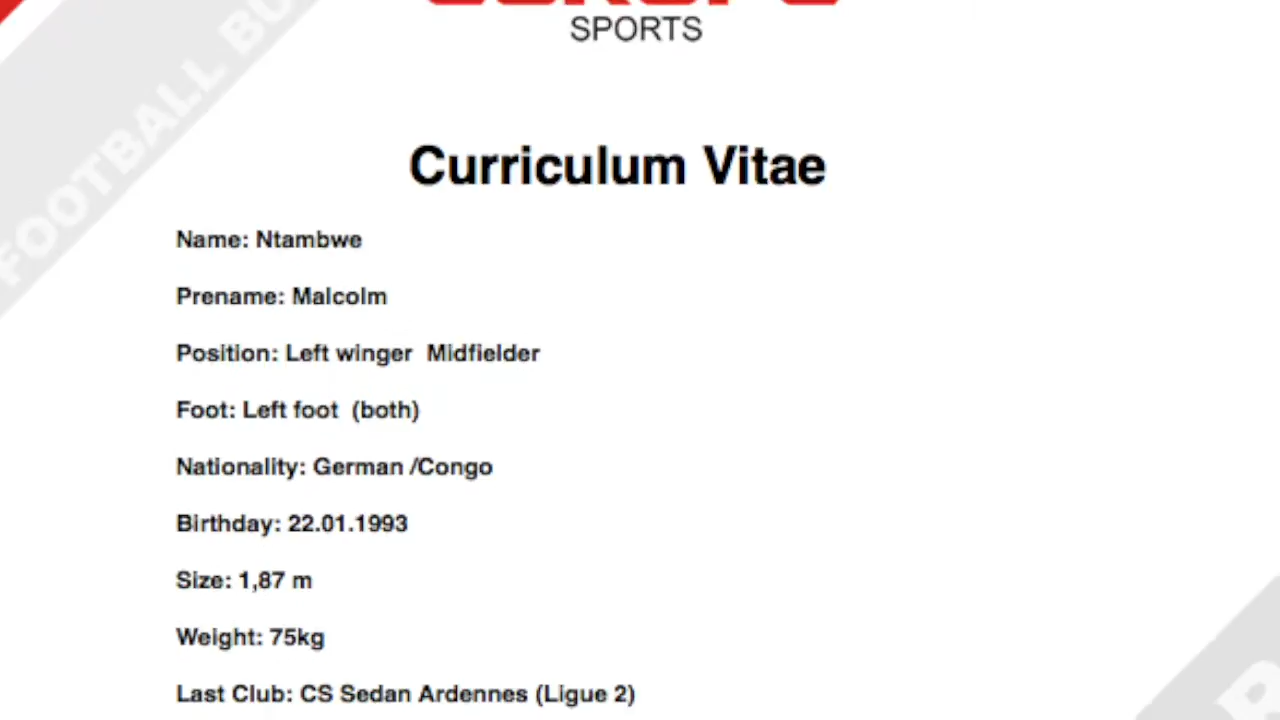 SPORTS
FOOTBALL
Curriculum Vitae
Name: Ntambwe
Prename: Malcolm
Position: Left winger  Midfielder
Foot: Left foot  (both)
Nationality: German /Congo
Birthday: 22.01.1993
Size: 1,87 m
Weight: 75kg
Last Club: CS Sedan Ardennes (Ligue 2)